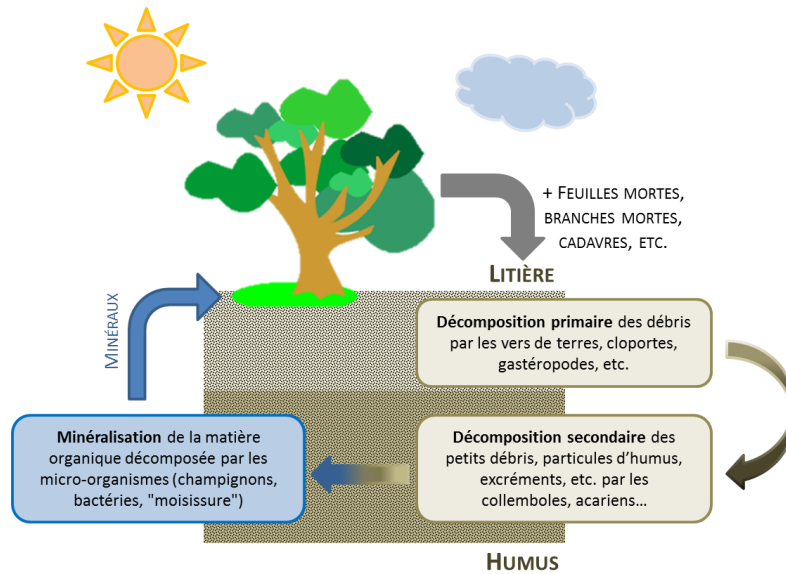 + FEUILLES MORTES,
BRANCHES MORTES,
CADAVRES, ETC.
LITIÈRE
Décomposition primaire des débris
par les vers de terres, cloportes,
gastéropodes, etc.
Décomposition secondaire des
petits débris, particules d'humus,
excréments, etc. par les
collemboles, acariens...
HUMUS
Minéralisation de la matière
organique décomposée par les
micro-organismes (champignons,
bactéries, "moisissure")
MINÉRAUX